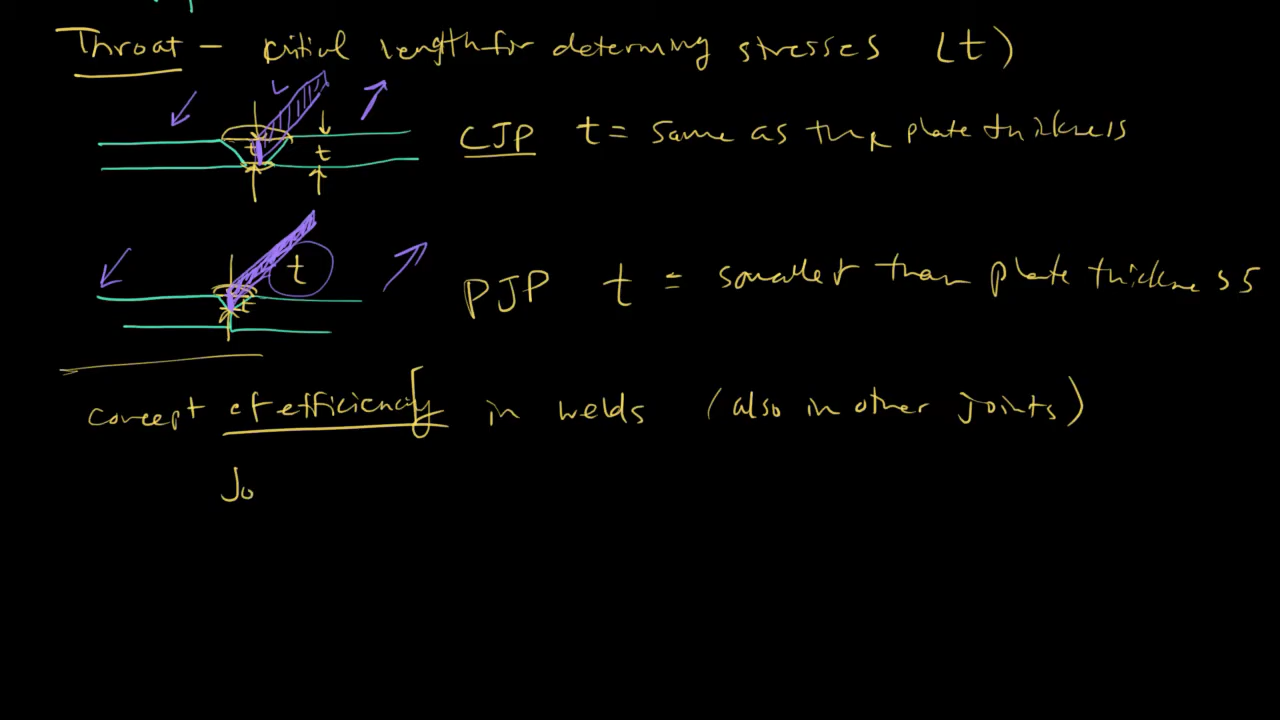 Throat - critical length for determing stresses (t)
t t
CJP t = same as the plate thickness
t
t
PJP t = smaller than plate thickness
concept of efficiency in welds (also in other joints)
Jo